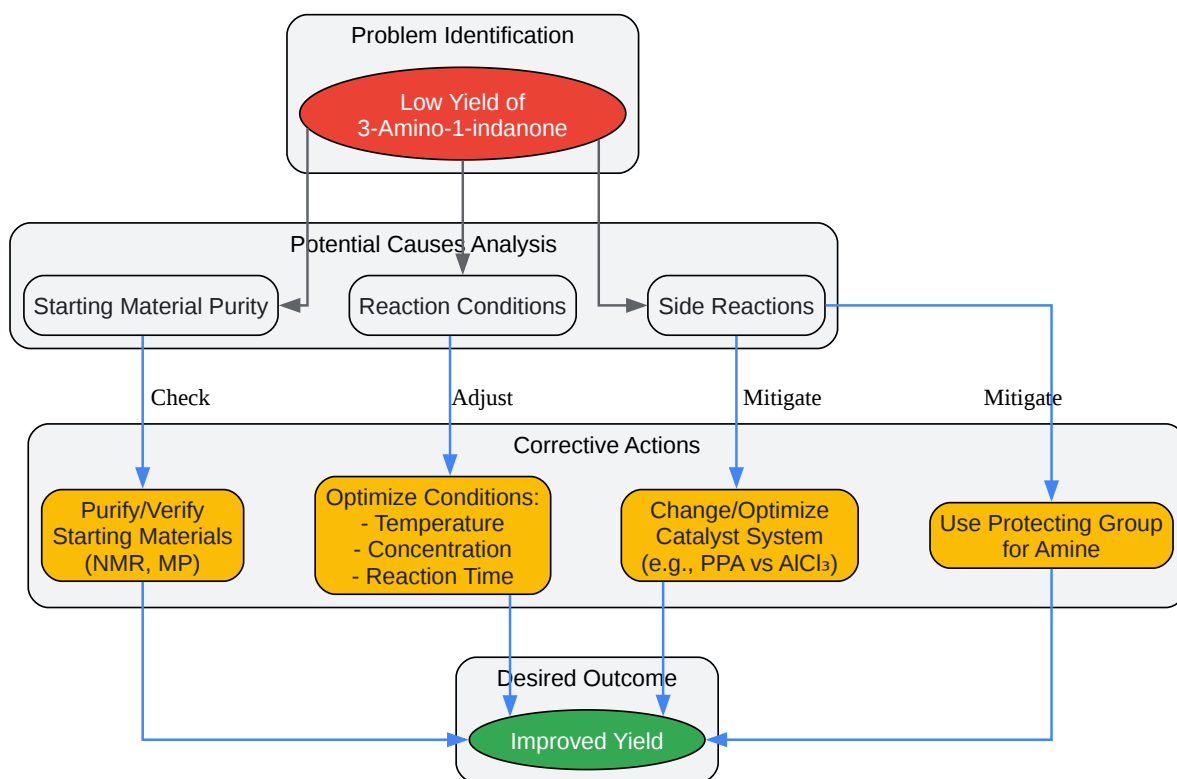 Problem Identification
Low Yield of
3-Amino-1-indanone
Potential Causes Analysis
Starting Material Purity
Reaction Conditions
Side Reactions
Check
Adjust
Mitigate
Mitigate
Corrective Actions
Purify/Verify
Starting Materials
(NMR, MP)
Optimize Conditions:
- Temperature
- Concentration
- Reaction Time
Change/Optimize
Catalyst System
(e.g., PPA vs AlCl₃)
Use Protecting Group
for Amine
Desired Outcome
Improved Yield